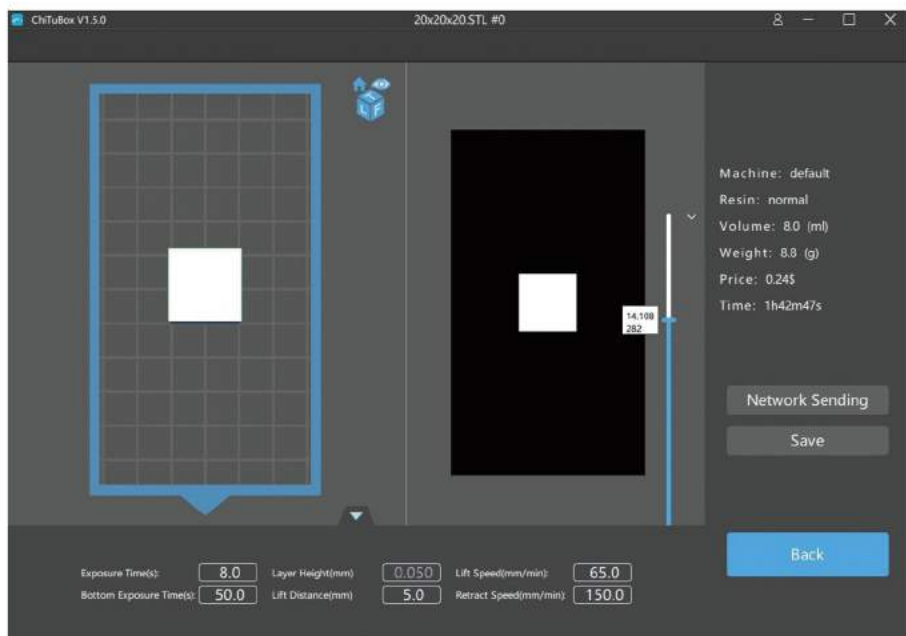 ChiTuBox V1.5.0
20x20x20.STL #0
Machine: default
Resin: normal
Volume: 8.0 (ml)
Weight: 8.8 (g)
Price: 0.24$
Time: 1h42m47s
14.108
282
Network Sending
Save
Back
Exposure Time(s): 8.0 Layer Height(mm) 0.050 Lift Speed(mm/min): 65.0
Bottom Exposure Time(s): 50.0 Lift Distance(mm) 5.0 Retract Speed(mm/min): 150.0
T
L F